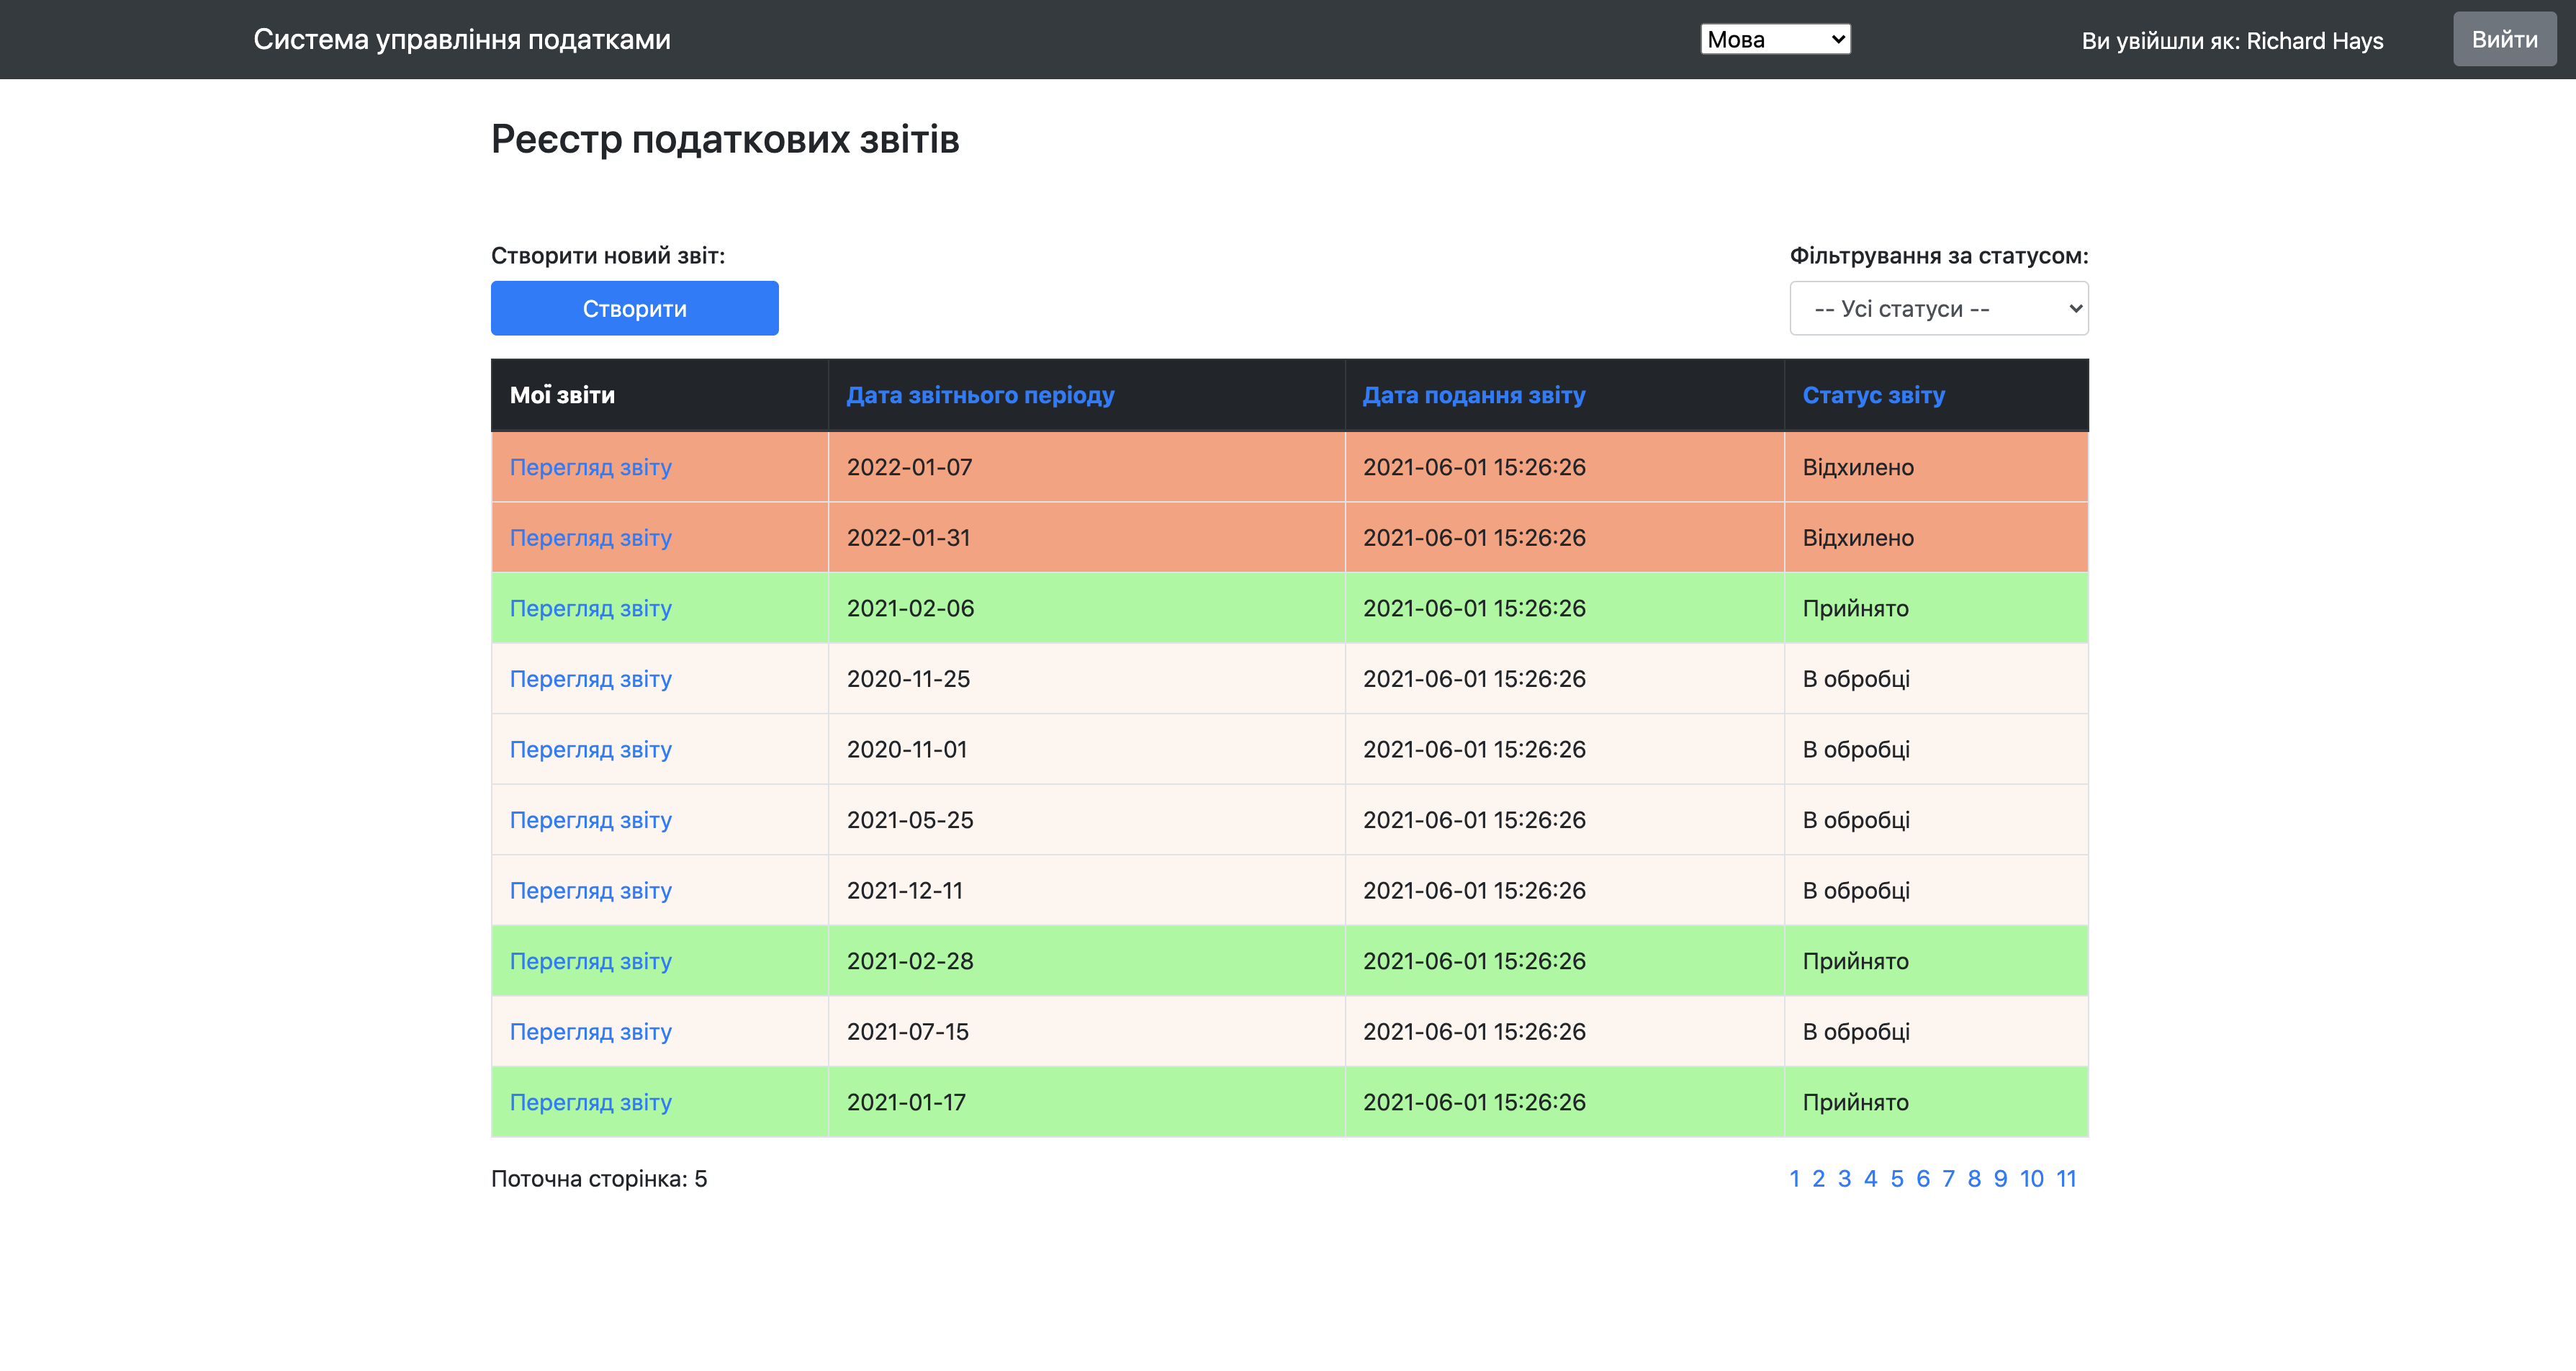 Система управління податками Мова Ви увійшли як: Richard Hays Вийти
Реєстр податкових звітів
Створити новий звіт: Фільтрування за статусом:
Створити -- Усі статуси --
Мої звіти Дата звітнього періоду Дата подання звіту Статус звіту
Перегляд звіту 2022-01-07 2021-06-01 15:26:26 Відхилено
Перегляд звіту 2022-01-31 2021-06-01 15:26:26 Відхилено
Перегляд звіту 2021-02-06 2021-06-01 15:26:26 Прийнято
Перегляд звіту 2020-11-25 2021-06-01 15:26:26 В обробці
Перегляд звіту 2020-11-01 2021-06-01 15:26:26 В обробці
Перегляд звіту 2021-05-25 2021-06-01 15:26:26 В обробці
Перегляд звіту 2021-12-11 2021-06-01 15:26:26 В обробці
Перегляд звіту 2021-02-28 2021-06-01 15:26:26 Прийнято
Перегляд звіту 2021-07-15 2021-06-01 15:26:26 В обробці
Перегляд звіту 2021-01-17 2021-06-01 15:26:26 Прийнято
Поточна сторінка: 5 1 2 3 4 5 6 7 8 9 10 11